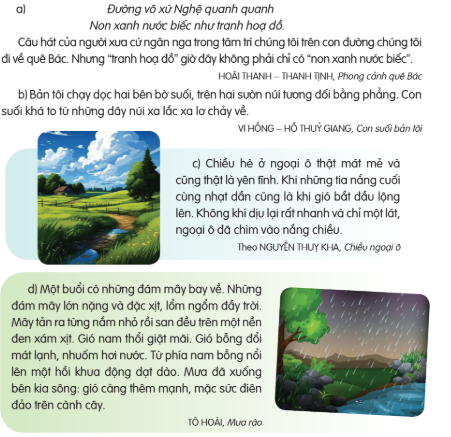 a) Đường vô xứ Nghệ quanh quanh
Non xanh nước biếc như tranh hoạ đồ.
Câu hát của người xưa cứ ngân nga trong tâm trí chúng tôi trên con đường chúng tôi
đi về quê Bác. Nhưng “tranh hoạ đồ” giờ đây không phải chỉ có “non xanh nước biếc”.
HOÀI THANH – THANH TỊNH, Phong cảnh quê Bác
b) Bản tôi chạy dọc hai bên bờ suối, trên hai sườn núi tương đối bằng phẳng. Con
suối khá to từ những dãy núi xa lắc xa lơ chảy về.
VI HỒNG – HỒ THUỶ GIANG, Con suối bản tôi
c) Chiều hè ở ngoại ô thật mát mẻ và
cũng thật là yên tĩnh. Khi những tia nắng cuối
cùng nhạt dần cũng là khi gió bắt đầu lộng
lên. Không khí dịu lại rất nhanh và chỉ một lát,
ngoại ô đã chìm vào nắng chiều.
Theo NGUYỄN THUỴ KHA, Chiều ngoại ô
d) Một buổi có những đám mây bay về. Những
đám mây lớn nặng và đặc xịt, lổm ngổm đầy trời.
Mây tản ra từng nắm nhỏ rồi san đều trên một nền
đen xám xịt. Gió nam thổi giật mãi. Gió bỗng đổi
mát lạnh, nhuốm hơi nước. Từ phía nam bỗng nổi
lên một hồi khua động dạt dào. Mưa đã xuống
bên kia sông: gió càng thêm mạnh, mặc sức điên
đảo trên cành cây.
TÔ HOÀI, Mưa rào